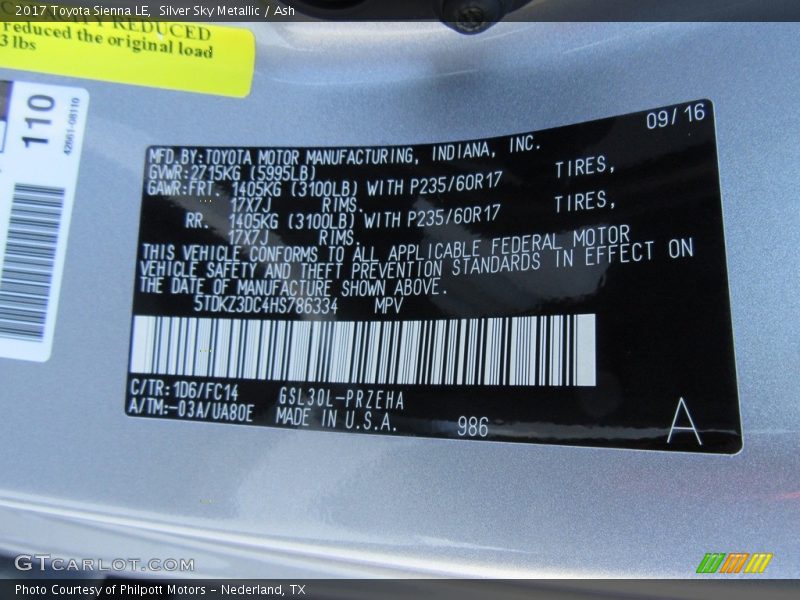 2017 Toyota Sienna LE, Silver Sky Metallic / Ash
REDUCED
reduced the original load
3 lbs
110
42661-08110
09/16
MFD.BY:TOYOTA MOTOR MANUFACTURING, INDIANA, INC.
GVWR:2715KG (5995LB)
GAWR:FRT. 1405KG (3100LB) WITH P235/60R17 TIRES,
17X7J RIMS.
RR. 1405KG (3100LB) WITH P235/60R17 TIRES,
17X7J RIMS.
THIS VEHICLE CONFORMS TO ALL APPLICABLE FEDERAL MOTOR
VEHICLE SAFETY AND THEFT PREVENTION STANDARDS IN EFFECT ON
THE DATE OF MANUFACTURE SHOWN ABOVE.
5TDKZ3DC4HS786334 MPV
C/TR:1D6/FC14 GSL30L-PRZEHA
A/TM:-03A/UA80E MADE IN U.S.A. 986
A
GTCARLOT.COM
Photo Courtesy of Philpott Motors - Nederland, TX